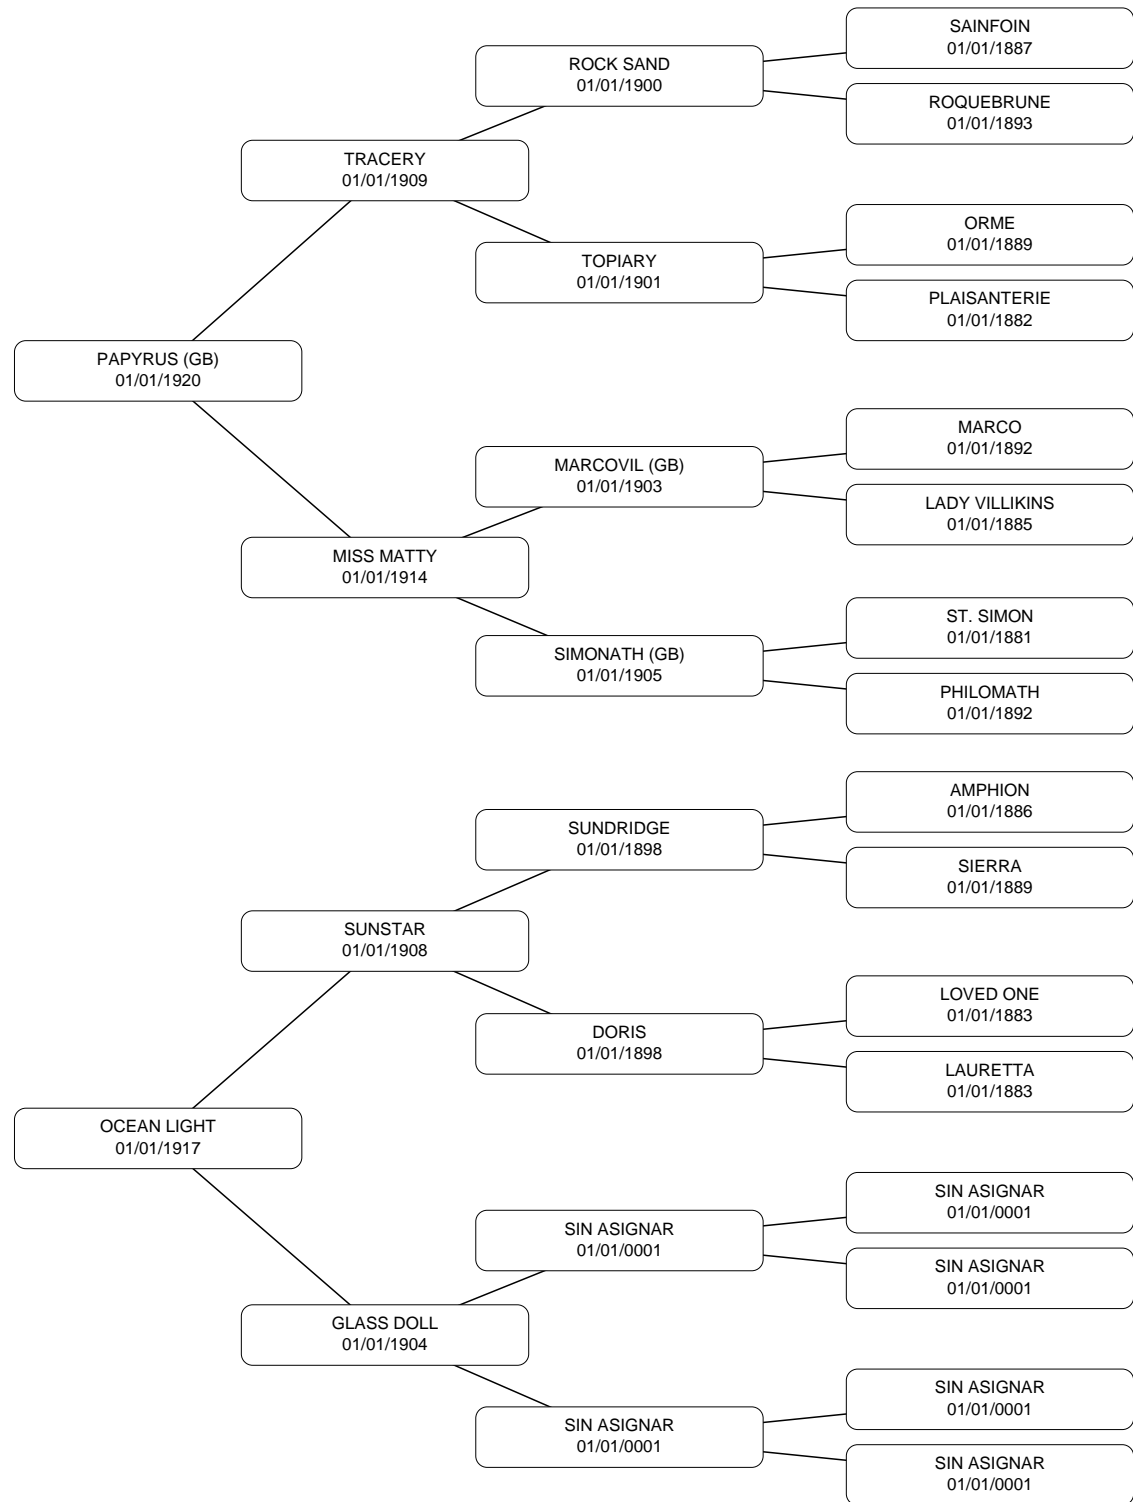 SAINFOIN
01/01/1887
ROCK SAND
01/01/1900
ROQUEBRUNE
01/01/1893
TRACERY
01/01/1909
ORME
01/01/1889
TOPIARY
01/01/1901
PLAISANTERIE
01/01/1882
PAPYRUS (GB)
01/01/1920
MARCO
01/01/1892
MARCOVIL (GB)
01/01/1903
LADY VILLIKINS
01/01/1885
MISS MATTY
01/01/1914
ST. SIMON
01/01/1881
SIMONATH (GB)
01/01/1905
PHILOMATH
01/01/1892
AMPHION
01/01/1886
SUNDRIDGE
01/01/1898
SIERRA
01/01/1889
SUNSTAR
01/01/1908
LOVED ONE
01/01/1883
DORIS
01/01/1898
LAURETTA
01/01/1883
OCEAN LIGHT
01/01/1917
SIN ASIGNAR
01/01/0001
SIN ASIGNAR
01/01/0001
SIN ASIGNAR
01/01/0001
GLASS DOLL
01/01/1904
SIN ASIGNAR
01/01/0001
SIN ASIGNAR
01/01/0001
SIN ASIGNAR
01/01/0001